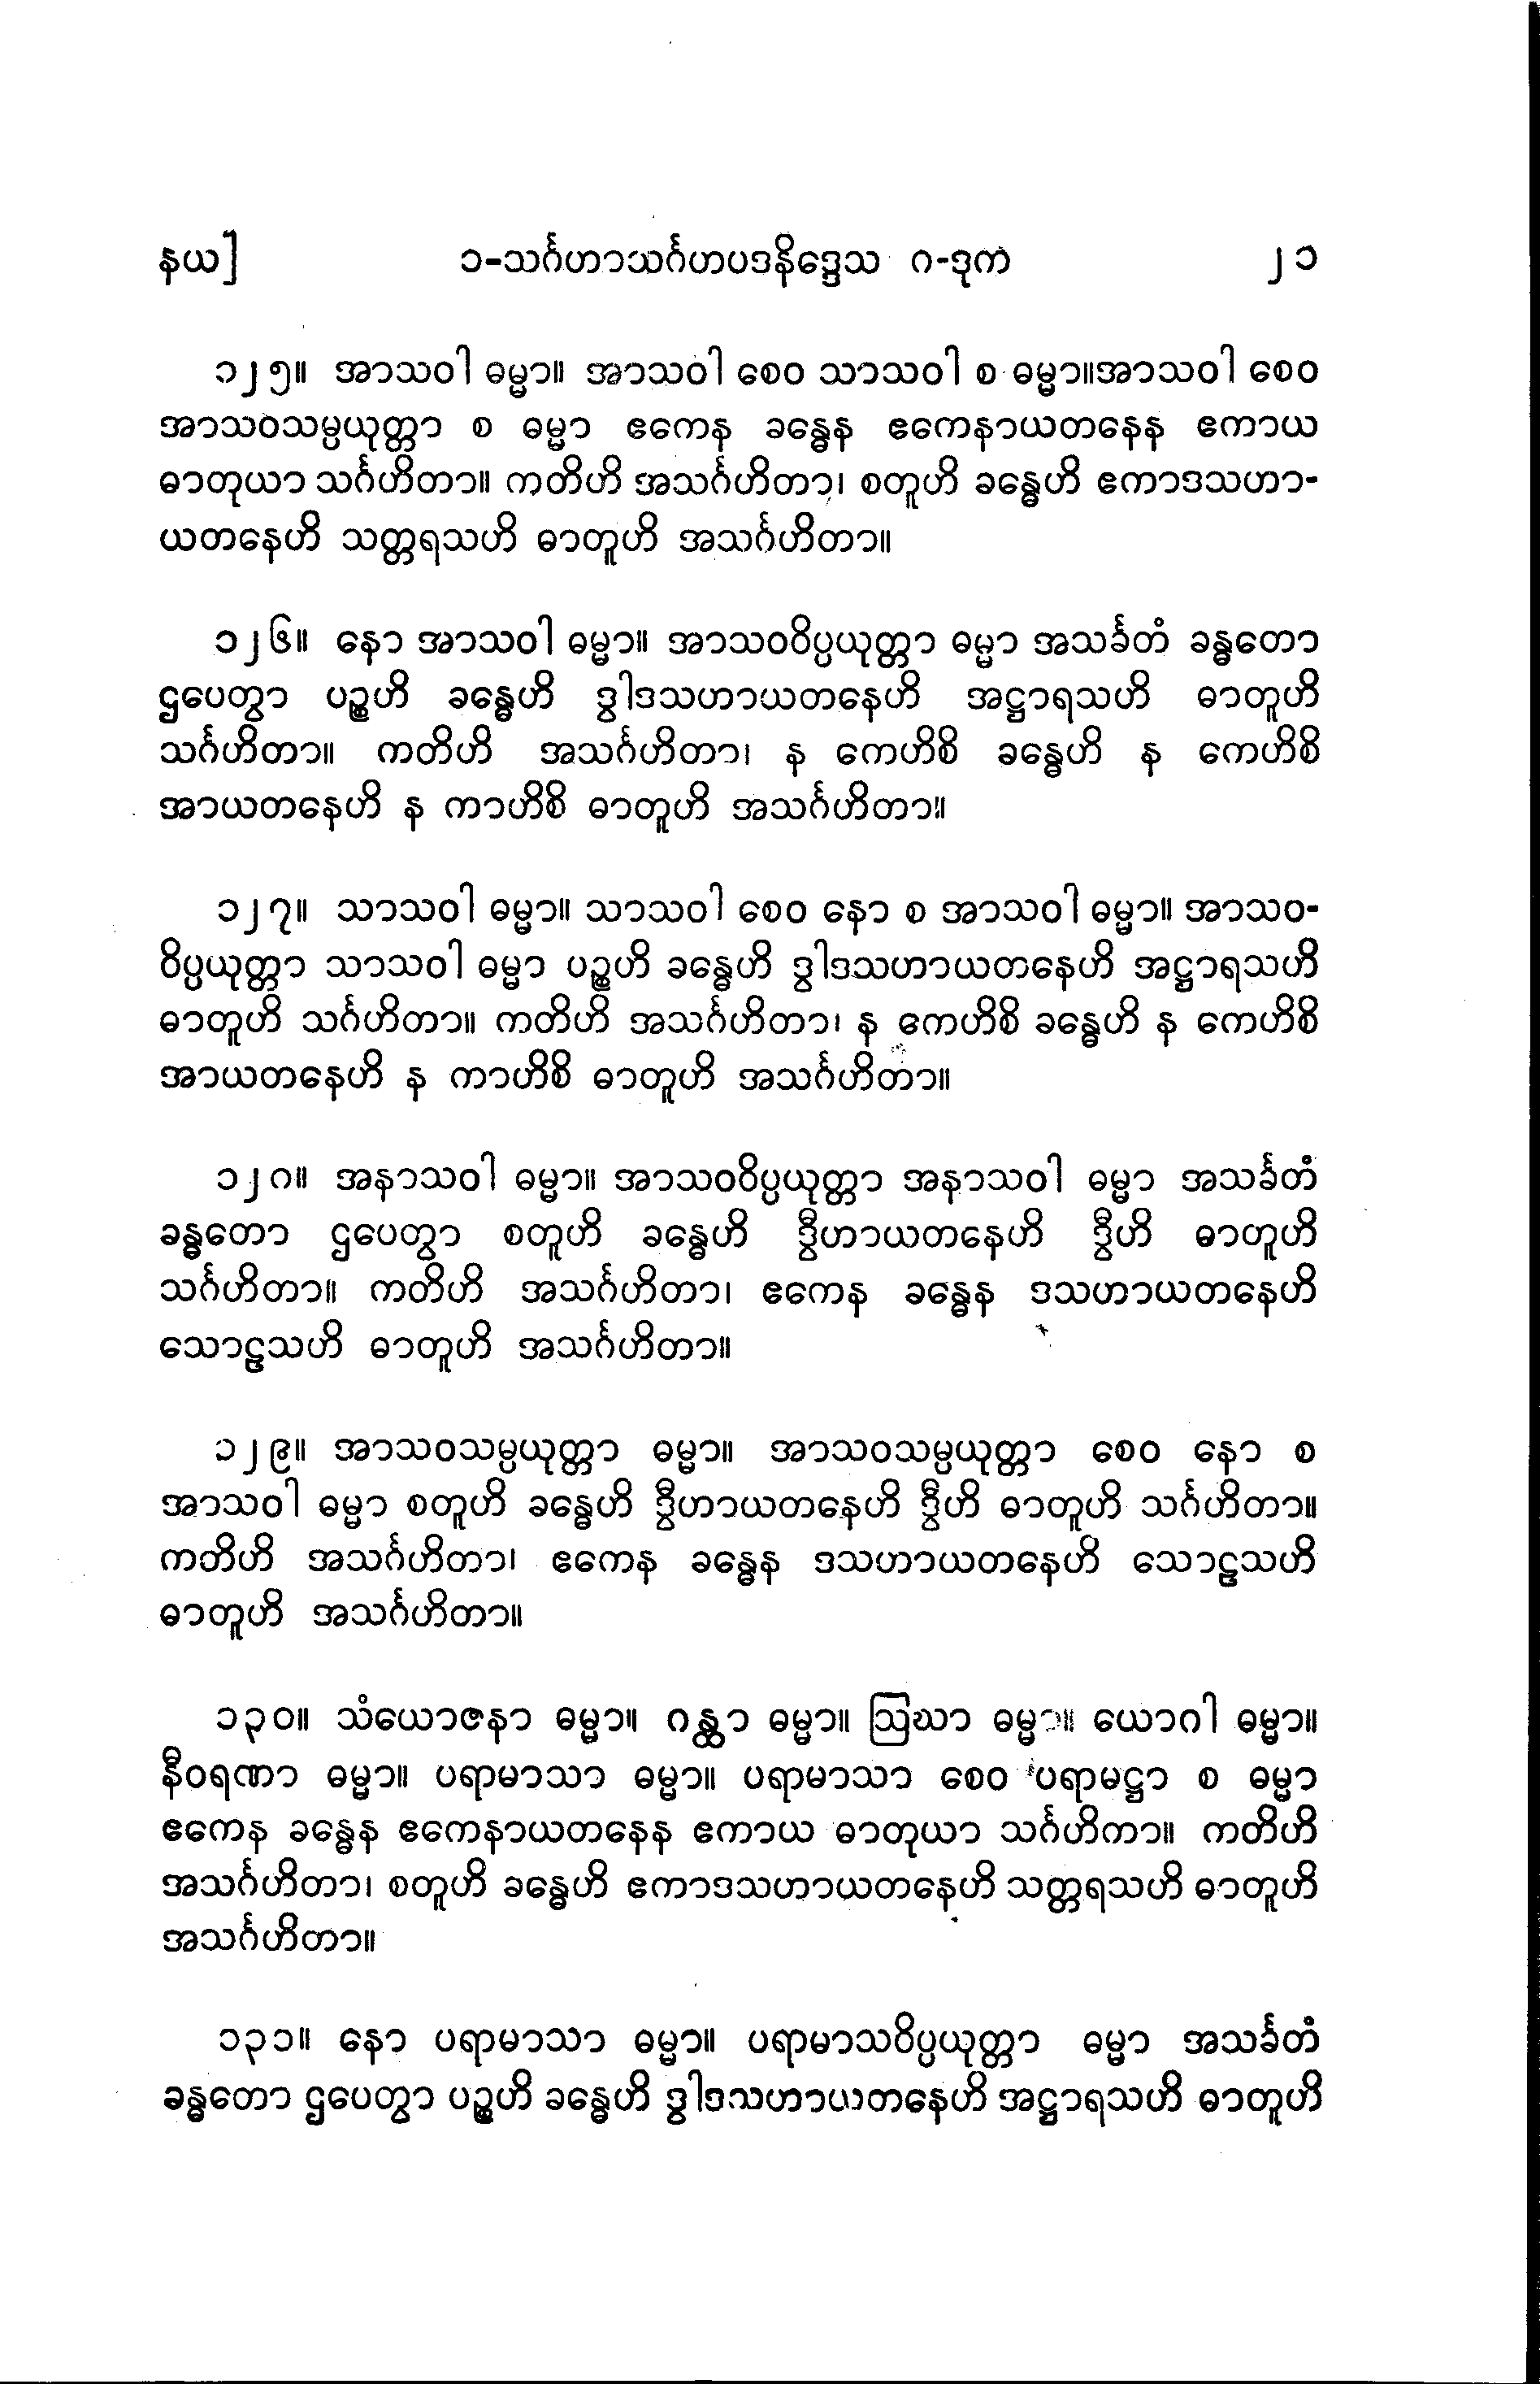 နယ] ၁-သင်္ဂဟာသင်္ဂဟပဒနိဒ္ဒေသ ဂ-ဒုက ၂၁
၁၂၅။ အာသဝါ ဓမ္မာ။ အာသဝါ စေဝ သာသဝါ စ ဓမ္မာ။အာသဝါ စေဝ
အာသဝသမ္ပယုတ္တာ စ ဓမ္မာ ဧကေန ခန္ဓေန ဧကေနာယတနေန ဧကာယ
ဓာတုယာ သင်္ဂဟိတာ။ ကတိဟိ အသင်္ဂဟိတာ၊ စတူဟိ ခန္ဓေဟိ ဧကာဒသဟာ-
ယတနေဟိ သတ္တရသဟိ ဓာတူဟိ အသင်္ဂဟိတာ။
၁၂၆။ နော အာသဝါ ဓမ္မာ။ အာသဝဝိပ္ပယုတ္တာ ဓမ္မာ အသင်္ခတံ ခန္ဓတော
ဌပေတွာ ပဉ္စဟိ ခန္ဓေဟိ ဒွါဒသဟာယတနေဟိ အဋ္ဌာရသဟိ ဓာတူဟိ
သင်္ဂဟိတာ။ ကတိဟိ အသင်္ဂဟိတာ၊ န ကေဟိစိ ခန္ဓေဟိ န ကေဟိစိ
အာယတနေဟိ န ကာဟိစိ ဓာတူဟိ အသင်္ဂဟိတာ။
၁၂၇။ သာသဝါ ဓမ္မာ။ သာသဝါ စေဝ နော စ အာသဝါ ဓမ္မာ။ အာသဝ-
ဝိပ္ပယုတ္တာ သာသဝါ ဓမ္မာ ပဉ္စဟိ ခန္ဓေဟိ ဒွါဒသဟာယတနေဟိ အဋ္ဌာရသဟိ
ဓာတူဟိ သင်္ဂဟိတာ။ ကတိဟိ အသင်္ဂဟိတာ၊ န ကေဟိစိ ခန္ဓေဟိ န ကေဟိစိ
အာယတနေဟိ န ကာဟိစိ ဓာတူဟိ အသင်္ဂဟိတာ။
၁၂၈။ အနာသဝါ ဓမ္မာ။ အာသဝဝိပ္ပယုတ္တာ အနာသဝါ ဓမ္မာ အသင်္ခတံ
ခန္ဓတော ဌပေတွာ စတူဟိ ခန္ဓေဟိ ဒွီဟာယတနေဟိ ဒွီဟိ ဓာတူဟိ
သင်္ဂဟိတာ။ ကတိဟိ အသင်္ဂဟိတာ၊ ဧကေန ခန္ဓေန ဒသဟာယတနေဟိ
သောဠသဟိ ဓာတူဟိ အသင်္ဂဟိတာ။
၁၂၉။ အာသဝသမ္ပယုတ္တာ ဓမ္မာ။ အာသဝသမ္ပယုတ္တာ စေဝ နော စ
အာသဝါ ဓမ္မာ စတူဟိ ခန္ဓေဟိ ဒွီဟာယတနေဟိ ဒွီဟိ ဓာတူဟိ သင်္ဂဟိတာ။
ကတိဟိ အသင်္ဂဟိတာ၊ ဧကေန ခန္ဓေန ဒသဟာယတနေဟိ သောဠသဟိ
ဓာတူဟိ အသင်္ဂဟိတာ။
၁၃၀။ သံယောဇနာ ဓမ္မာ။ ဂန္ထာ ဓမ္မာ။ ဩဃာ ဓမ္မာ။ ယောဂါ ဓမ္မာ။
နီဝရဏာ ဓမ္မာ။ ပရာမာသာ ဓမ္မာ။ ပရာမာသာ စေဝ ပရာမဋ္ဌာ စ ဓမ္မာ
ဧကေန ခန္ဓေန ဧကေနာယတနေန ဧကာယ ဓာတုယာ သင်္ဂဟိကာ။ ကတိဟိ
အသင်္ဂဟိတာ၊ စတူဟိ ခန္ဓေဟိ ဧကာဒသဟာယတနေဟိ သတ္တရသဟိ ဓာတူဟိ
အသင်္ဂဟိတာ။
၁၃၁။ နော ပရာမာသာ ဓမ္မာ။ ပရာမာသဝိပ္ပယုတ္တာ ဓမ္မာ အသင်္ခတံ
ခန္ဓတော ဌပေတွာ ပဉ္စဟိ ခန္ဓေဟိ ဒွါဒသဟာယတနေဟိ အဋ္ဌာရသဟိ ဓာတူဟိ